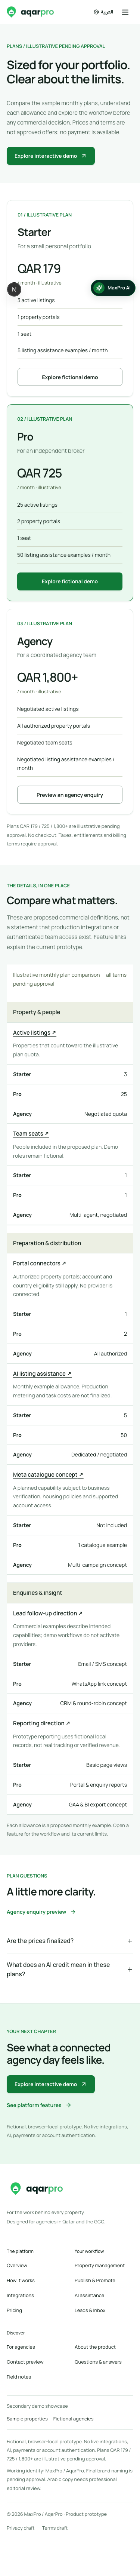 aqarpro
العربية
PLANS / ILLUSTRATIVE PENDING APPROVAL
Sized for your portfolio.
Clear about the limits.
Compare the sample monthly plans, understand
each allowance and explore the workflow before
any commercial decision. Prices and terms are
not approved offers; no payment is available.
Explore interactive demo
01 / ILLUSTRATIVE PLAN
Starter
For a small personal portfolio
QAR 179
month · illustrative
N
MaxPro AI
3 active listings
1 property portals
1 seat
5 listing assistance examples / month
Explore fictional demo
02 / ILLUSTRATIVE PLAN
Pro
For an independent broker
QAR 725
/ month · illustrative
25 active listings
2 property portals
1 seat
50 listing assistance examples / month
Explore fictional demo
03 / ILLUSTRATIVE PLAN
Agency
For a coordinated agency team
QAR 1,800+
/ month · illustrative
Negotiated active listings
All authorized property portals
Negotiated team seats
Negotiated listing assistance examples /
month
Preview an agency enquiry
Plans QAR 179 / 725 / 1,800+ are illustrative pending
approval. No checkout. Taxes, entitlements and billing
terms require approval.
THE DETAILS, IN ONE PLACE
Compare what matters.
These are proposed commercial definitions, not
a statement that production integrations or
authenticated team access exist. Feature links
explain the current prototype.
Illustrative monthly plan comparison — all terms
pending approval
Property & people
Active listings ↗
Properties that count toward the illustrative
plan quota.
Starter 3
Pro 25
Agency Negotiated quota
Team seats ↗
People included in the proposed plan. Demo
roles remain fictional.
Starter 1
Pro 1
Agency Multi-agent, negotiated
Preparation & distribution
Portal connectors ↗
Authorized property portals; account and
country eligibility still apply. No provider is
connected.
Starter 1
Pro 2
Agency All authorized
AI listing assistance ↗
Monthly example allowance. Production
metering and task costs are not finalized.
Starter 5
Pro 50
Agency Dedicated / negotiated
Meta catalogue concept ↗
A planned capability subject to business
verification, housing policies and supported
account access.
Starter Not included
Pro 1 catalogue example
Agency Multi-campaign concept
Enquiries & insight
Lead follow-up direction ↗
Commercial examples describe intended
capabilities; demo workflows do not activate
providers.
Starter Email / SMS concept
Pro WhatsApp link concept
Agency CRM & round-robin concept
Reporting direction ↗
Prototype reporting uses fictional local
records, not real tracking or verified revenue.
Starter Basic page views
Pro Portal & enquiry reports
Agency GA4 & BI export concept
Each allowance is a proposed monthly example. Open a
feature for the workflow and its current limits.
PLAN QUESTIONS
A little more clarity.
Agency enquiry preview →
Are the prices finalized? +
What does an AI credit mean in these
plans? +
YOUR NEXT CHAPTER
See what a connected
agency day feels like.
Explore interactive demo
See platform features →
Fictional, browser-local prototype. No live integrations,
AI, payments or account authentication.
aqarpro
For the work behind every property.
Designed for agencies in Qatar and the GCC.
The platform
Overview
How it works
Integrations
Pricing
Your workflow
Property management
Publish & Promote
AI assistance
Leads & Inbox
Discover
For agencies
Contact preview
Field notes
About the product
Questions & answers
Secondary demo showcase
Sample properties Fictional agencies
Fictional, browser-local prototype. No live integrations,
AI, payments or account authentication. Plans QAR 179 /
725 / 1,800+ are illustrative pending approval.
Working identity: MaxPro / AqarPro. Final brand naming is
pending approval. Arabic copy needs professional
editorial review.
© 2026 MaxPro / AqarPro · Product prototype
Privacy draft Terms draft